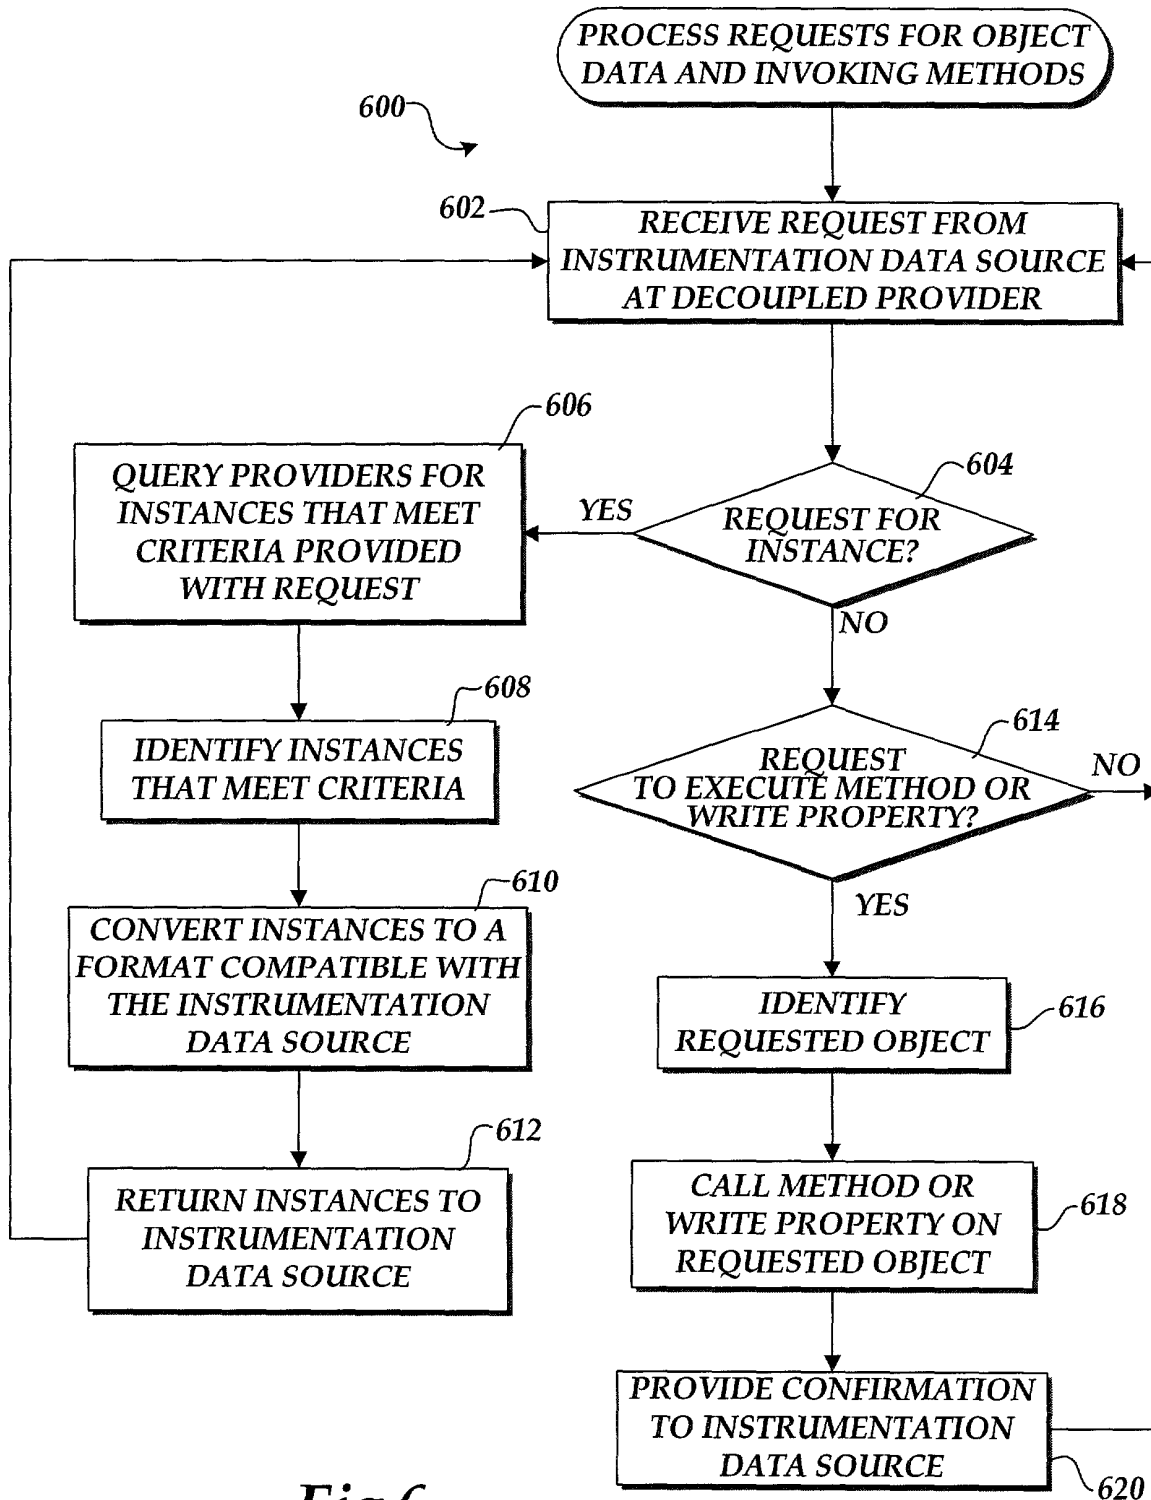 PROCESS REQUESTS FOR OBJECT
DATA AND INVOKING METHODS
600
602
RECEIVE REQUEST FROM
INSTRUMENTATION DATA SOURCE
AT DECOUPLED PROVIDER
606
QUERY PROVIDERS FOR
INSTANCES THAT MEET
CRITERIA PROVIDED
WITH REQUEST
YES
604
REQUEST FOR
INSTANCE?
NO
608
IDENTIFY INSTANCES
THAT MEET CRITERIA
614
REQUEST
TO EXECUTE METHOD OR
WRITE PROPERTY?
NO
YES
610
CONVERT INSTANCES TO A
FORMAT COMPATIBLE WITH
THE INSTRUMENTATION
DATA SOURCE
IDENTIFY
REQUESTED OBJECT
616
612
RETURN INSTANCES TO
INSTRUMENTATION
DATA SOURCE
CALL METHOD OR
WRITE PROPERTY ON
REQUESTED OBJECT
618
PROVIDE CONFIRMATION
TO INSTRUMENTATION
DATA SOURCE
620
Fig.6